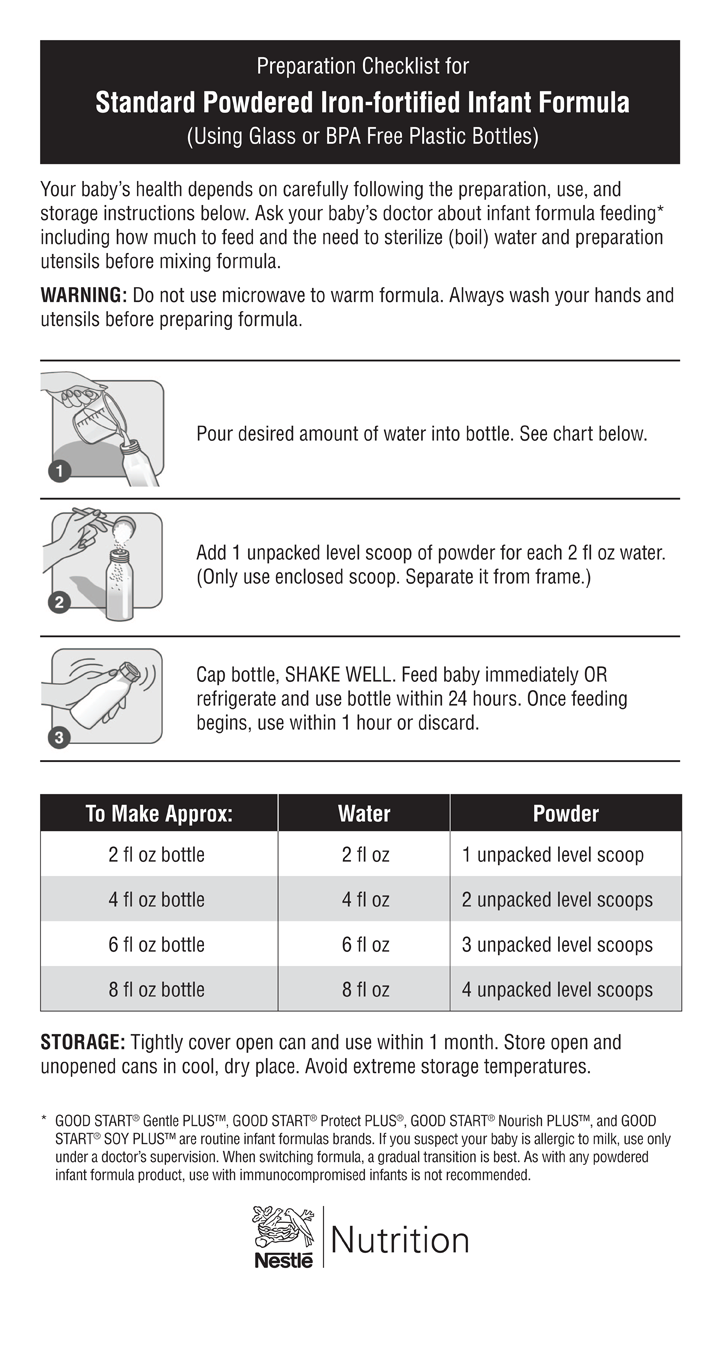 Preparation Checklist for
Standard Powdered Iron-fortified Infant Formula
(Using Glass or BPA Free Plastic Bottles)
Your baby's health depends on carefully following the preparation, use, and
storage instructions below. Ask your baby's doctor about infant formula feeding*
including how much to feed and the need to sterilize (boil) water and preparation
utensils before mixing formula.
WARNING: Do not use microwave to warm formula. Always wash your hands and
utensils before preparing formula.
1
Pour desired amount of water into bottle. See chart below.
2
Add 1 unpacked level scoop of powder for each 2 fl oz water.
(Only use enclosed scoop. Separate it from frame.)
3
Cap bottle, SHAKE WELL. Feed baby immediately OR
refrigerate and use bottle within 24 hours. Once feeding
begins, use within 1 hour or discard.
To Make Approx: Water Powder
2 fl oz bottle 2 fl oz 1 unpacked level scoop
4 fl oz bottle 4 fl oz 2 unpacked level scoops
6 fl oz bottle 6 fl oz 3 unpacked level scoops
8 fl oz bottle 8 fl oz 4 unpacked level scoops
STORAGE: Tightly cover open can and use within 1 month. Store open and
unopened cans in cool, dry place. Avoid extreme storage temperatures.
* GOOD START® Gentle PLUS™, GOOD START® Protect PLUS®, GOOD START® Nourish PLUS™, and GOOD
START® SOY PLUS™ are routine infant formulas brands. If you suspect your baby is allergic to milk, use only
under a doctor's supervision. When switching formula, a gradual transition is best. As with any powdered
infant formula product, use with immunocompromised infants is not recommended.
Nestlé Nutrition